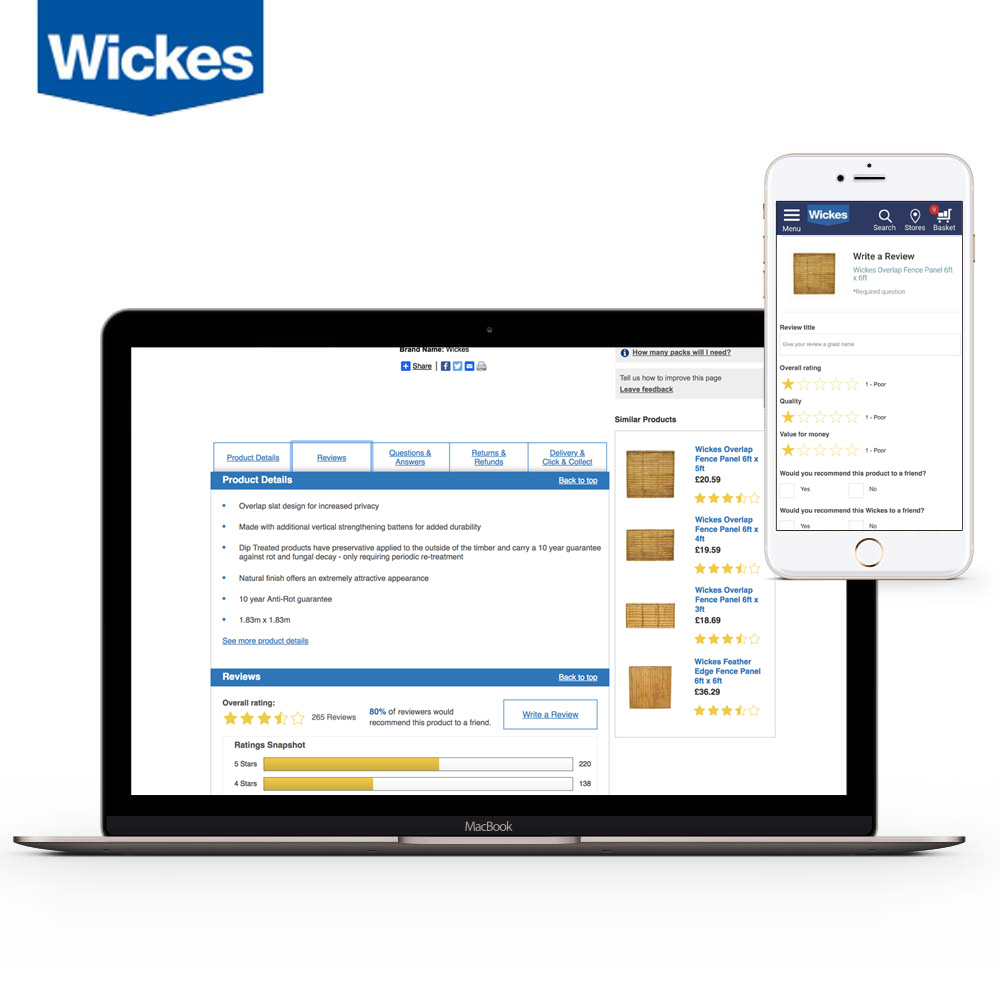 Wickes
Brand Name: Wickes
Share |
How many packs will I need?
Tell us how to improve this page
Leave feedback
Similar Products
Wickes Overlap
Fence Panel 6ft x
5ft
£20.59
Wickes Overlap
Fence Panel 6ft x
4ft
£19.59
Wickes Overlap
Fence Panel 6ft x
3ft
£18.69
Wickes Feather
Edge Fence Panel
6ft x 6ft
£36.29
Product Details
Reviews
Questions &
Answers
Returns &
Refunds
Delivery &
Click & Collect
Product Details
Back to top
Overlap slat design for increased privacy
Made with additional vertical strengthening battens for added durability
Dip Treated products have preservative applied to the outside of the timber and carry a 10 year guarantee
against rot and fungal decay - only requiring periodic re-treatment
Natural finish offers an extremely attractive appearance
10 year Anti-Rot guarantee
1.83m x 1.83m
See more product details
Reviews
Back to top
Overall rating:
265 Reviews
80% of reviewers would
recommend this product to a friend.
Write a Review
Ratings Snapshot
5 Stars
220
4 Stars
138
MacBook
Menu
Wickes
Search
Stores
9
Basket
Write a Review
Wickes Overlap Fence Panel 6ft
x 6ft
*Required question
Review title
Give your review a great name
Overall rating
1 - Poor
Quality
1 - Poor
Value for money
1 - Poor
Would you recommend this product to a friend?
Yes
No
Would you recommend this Wickes to a friend?
Yes
No